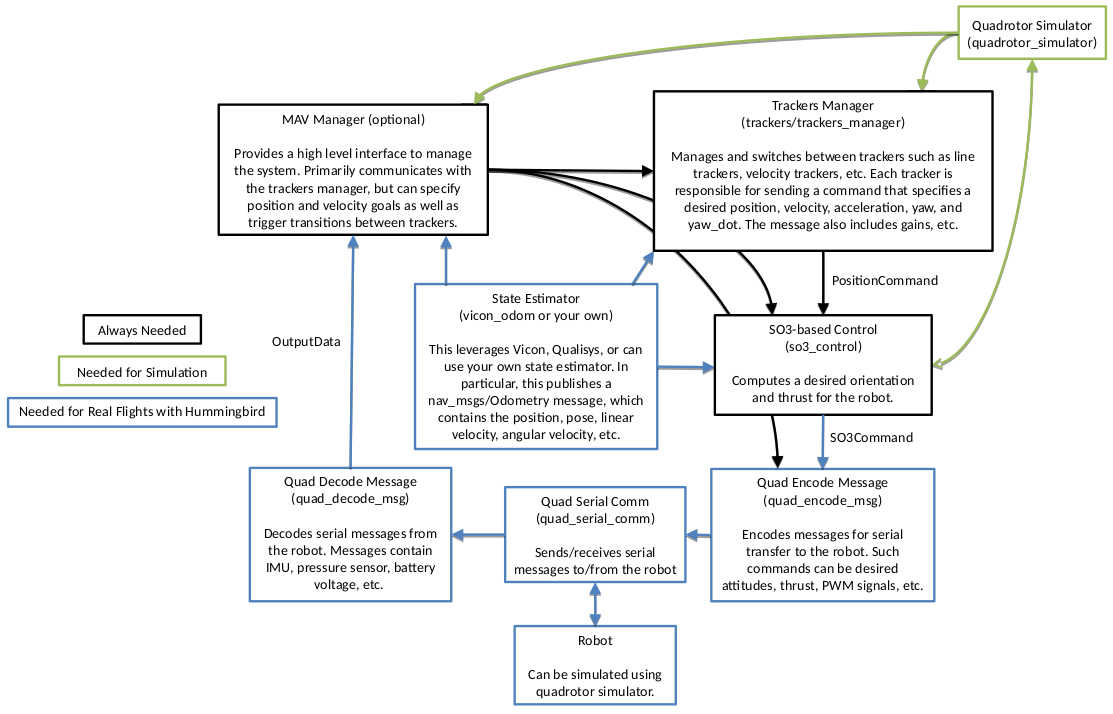 Quadrotor Simulator
(quadrotor_simulator)
MAV Manager (optional)
Provides a high level interface to manage
the system. Primarily communicates with
the trackers manager, but can specify
position and velocity goals as well as
trigger transitions between trackers.
Trackers Manager
(trackers/trackers_manager)
Manages and switches between trackers such as line
trackers, velocity trackers, etc. Each tracker is
responsible for sending a command that specifies a
desired position, velocity, acceleration, yaw, and
yaw_dot. The message also includes gains, etc.
PositionCommand
State Estimator
(vicon_odom or your own)
This leverages Vicon, Qualisys, or can
use your own state estimator. In
particular, this publishes a
nav_msgs/Odometry message, which
contains the position, pose, linear
velocity, angular velocity, etc.
SO3-based Control
(so3_control)
Computes a desired orientation
and thrust for the robot.
Always Needed
Needed for Simulation
Needed for Real Flights with Hummingbird
OutputData
SO3Command
Quad Decode Message
(quad_decode_msg)
Decodes serial messages from
the robot. Messages contain
IMU, pressure sensor, battery
voltage, etc.
Quad Serial Comm
(quad_serial_comm)
Sends/receives serial
messages to/from the robot
Quad Encode Message
(quad_encode_msg)
Encodes messages for serial
transfer to the robot. Such
commands can be desired
attitudes, thrust, PWM signals, etc.
Robot
Can be simulated using
quadrotor simulator.